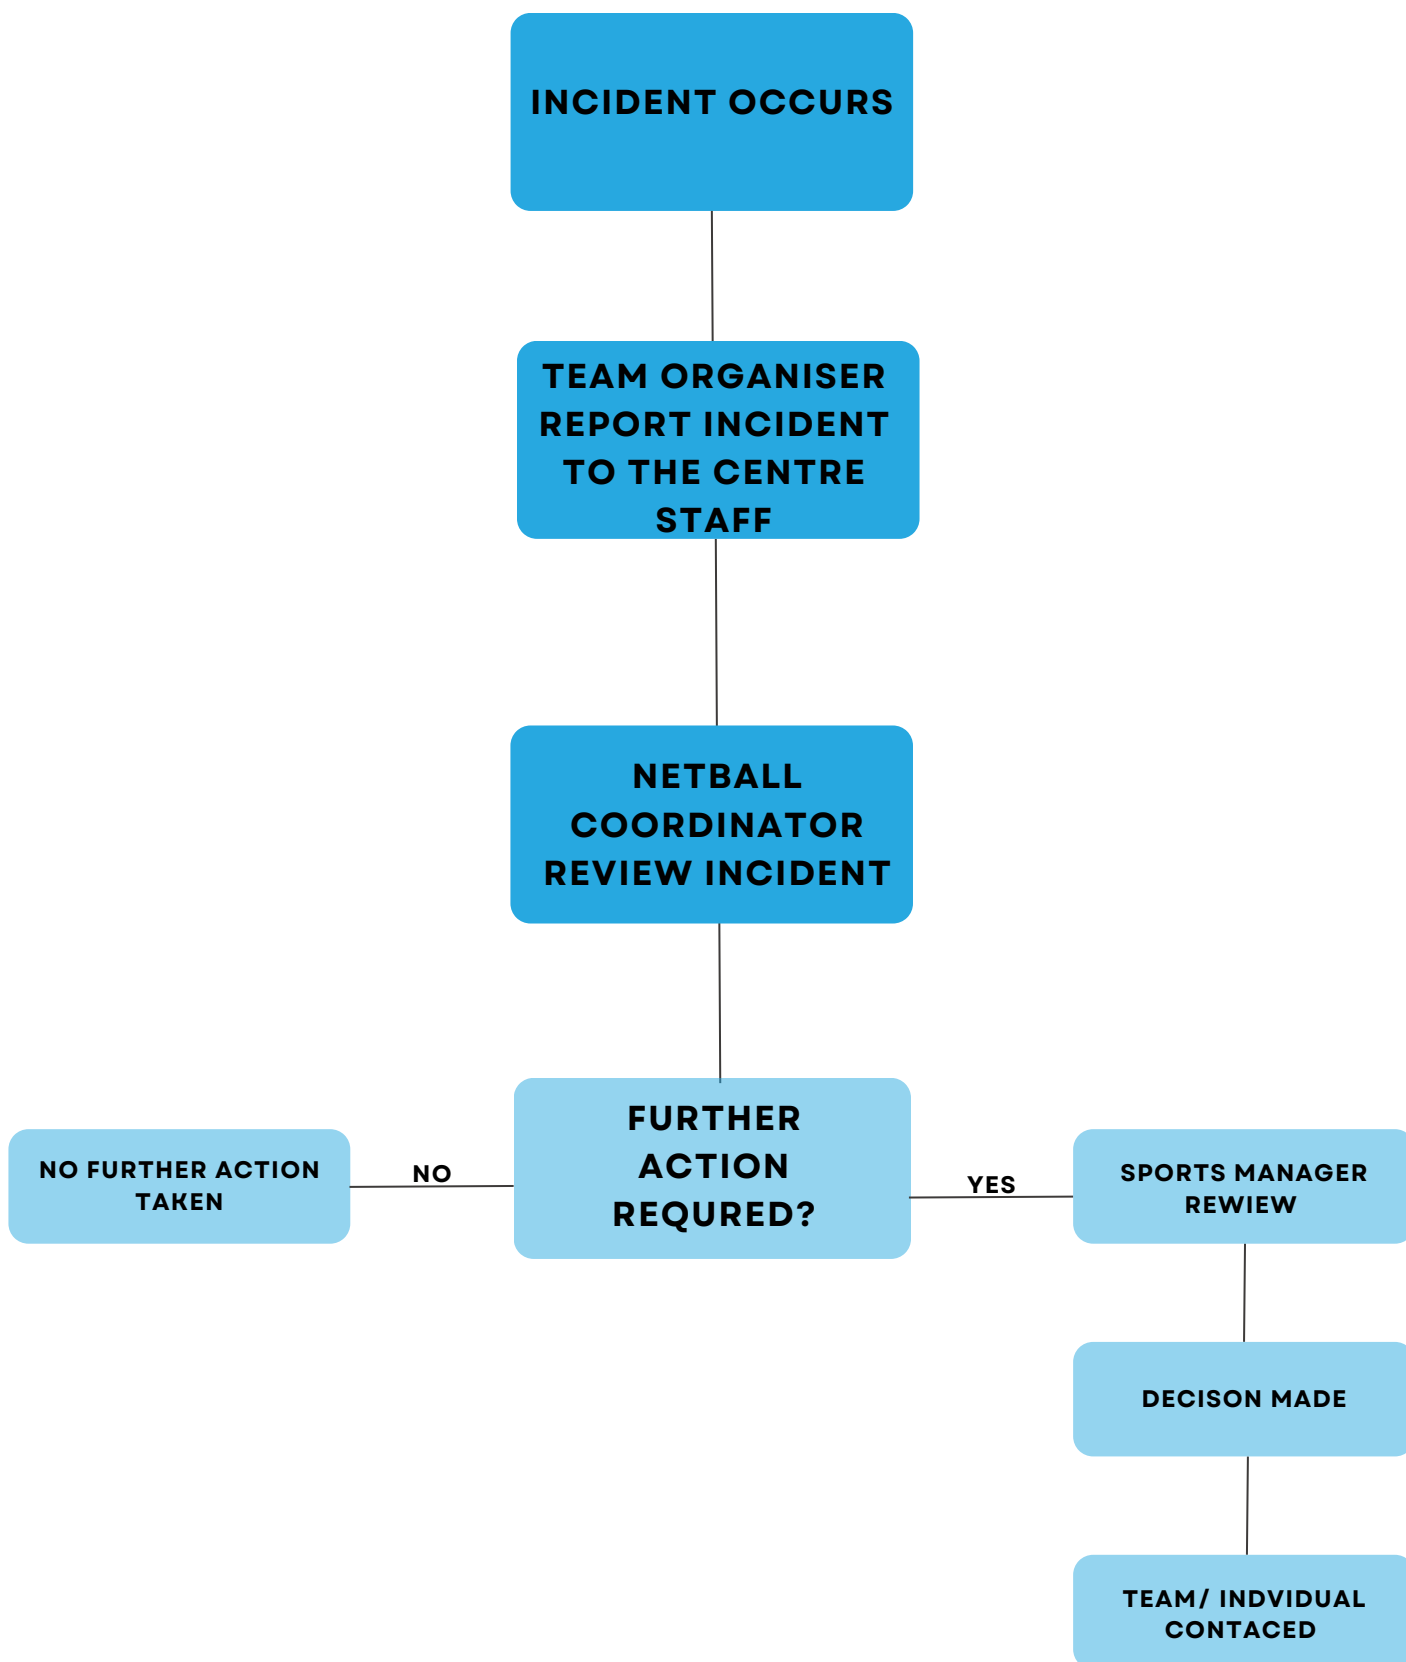 INCIDENT OCCURS
TEAM ORGANISER
REPORT INCIDENT
TO THE CENTRE
STAFF
NETBALL
COORDINATOR
REVIEW INCIDENT
FURTHER
ACTION
REQURED?
NO FURTHER ACTION
TAKEN
NO
YES
SPORTS MANAGER
REWIEW
DECISON MADE
TEAM/ INDVIDUAL
CONTACED